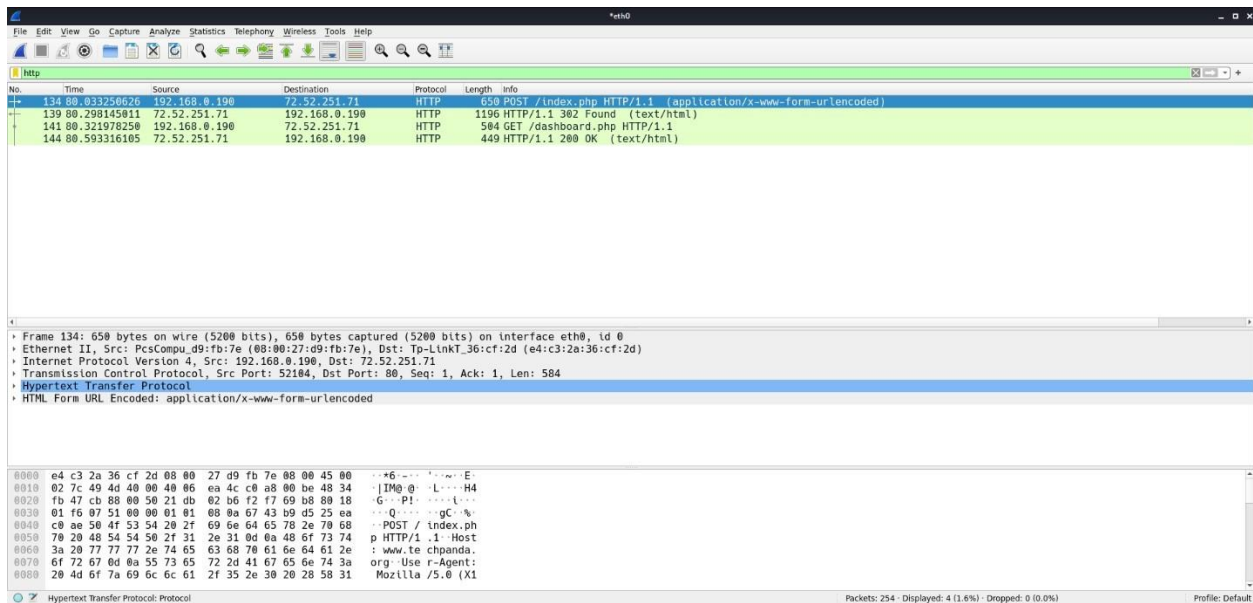 *eth0
File Edit View Go Capture Analyze Statistics Telephony Wireless Tools Help
http
No. Time Source Destination Protocol Length Info
134 80.033250626 192.168.0.190 72.52.251.71 HTTP 650 POST /index.php HTTP/1.1 (application/x-www-form-urlencoded)
139 80.298145011 72.52.251.71 192.168.0.190 HTTP 1196 HTTP/1.1 302 Found (text/html)
141 80.321978250 192.168.0.190 72.52.251.71 HTTP 504 GET /dashboard.php HTTP/1.1
144 80.593316105 72.52.251.71 192.168.0.190 HTTP 449 HTTP/1.1 200 OK (text/html)
Frame 134: 650 bytes on wire (5200 bits), 650 bytes captured (5200 bits) on interface eth0, id 0
Ethernet II, Src: PcsCompu_d9:fb:7e (08:00:27:d9:fb:7e), Dst: Tp-LinkT_36:cf:2d (e4:c3:2a:36:cf:2d)
Internet Protocol Version 4, Src: 192.168.0.190, Dst: 72.52.251.71
Transmission Control Protocol, Src Port: 52104, Dst Port: 80, Seq: 1, Ack: 1, Len: 584
Hypertext Transfer Protocol
HTML Form URL Encoded: application/x-www-form-urlencoded
0000 e4 c3 2a 36 cf 2d 08 00 27 d9 fb 7e 08 00 45 00 ··*6·-·· '··~··E·
0010 02 7c 49 4d 40 00 40 06 ea 4c c0 a8 00 be 48 34 ·|IM@·@· ·L····H4
0020 fb 47 cb 88 00 50 21 db 02 b6 f2 f7 69 b8 80 18 ·G···P!· ····i···
0030 01 f6 07 51 00 00 01 01 08 0a 67 43 b9 d5 25 ea ···Q···· ··gC··%·
0040 c0 ae 50 4f 53 54 20 2f 69 6e 64 65 78 2e 70 68 ··POST / index.ph
0050 70 20 48 54 54 50 2f 31 2e 31 0d 0a 48 6f 73 74 p HTTP/1 .1··Host
0060 3a 20 77 77 77 2e 74 65 63 68 70 61 6e 64 61 2e : www.te chpanda.
0070 6f 72 67 0d 0a 55 73 65 72 2d 41 67 65 6e 74 3a org··Use r-Agent:
0080 20 4d 6f 7a 69 6c 6c 61 2f 35 2e 30 20 28 58 31 Mozilla /5.0 (X1
Hypertext Transfer Protocol: Protocol Packets: 254 · Displayed: 4 (1.6%) · Dropped: 0 (0.0%) Profile: Default